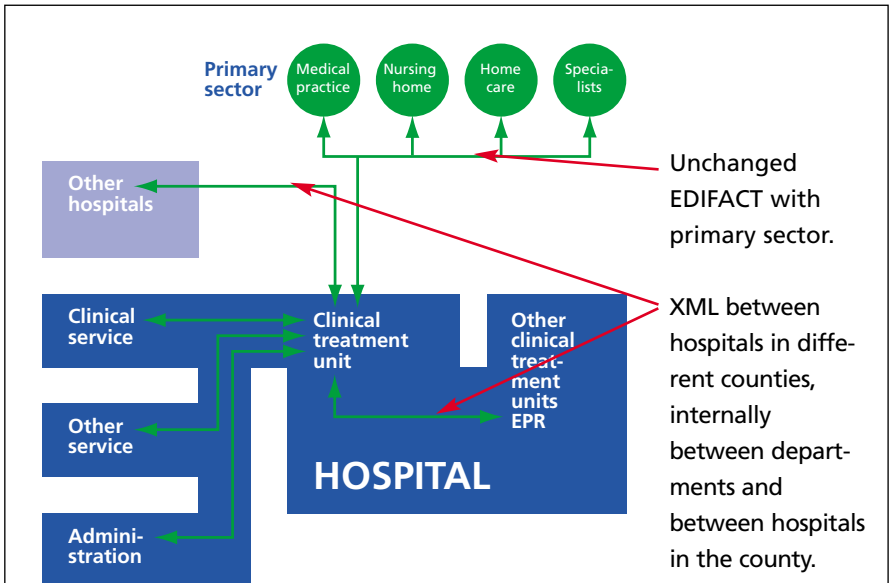 Primary
sector
Medical
practice
Nursing
home
Home
care
Specia-
lists
Unchanged
EDIFACT with
primary sector.
Other
hospitals
XML between
hospitals in diffe-
rent counties,
internally
between depart-
ments and
between hospitals
in the county.
Clinical
service
Clinical
treatment
unit
Other
clinical
treat-
ment
units
EPR
Other
service
HOSPITAL
Admini-
stration